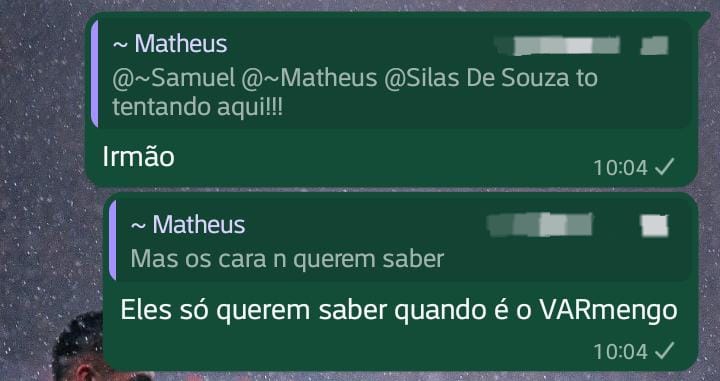 ~ Matheus
@~Samuel @~Matheus @Silas De Souza to
tentando aqui!!!
Irmão
10:04
~ Matheus
Mas os cara n querem saber
Eles só querem saber quando é o VARmengo
10:04